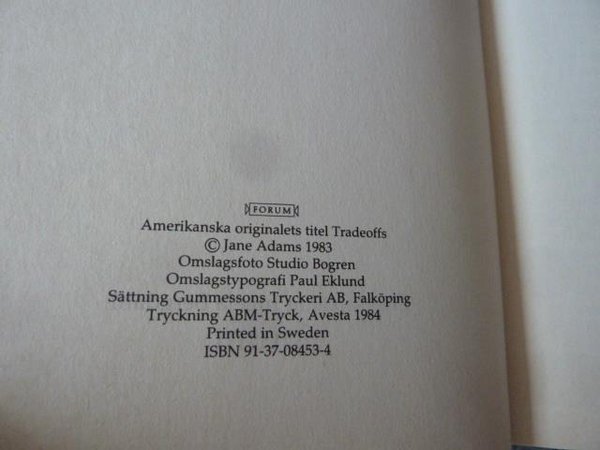 FORUM
Amerikanska originalets titel Tradeoffs
© Jane Adams 1983
Omslagsfoto Studio Bogren
Omslagstypografi Paul Eklund
Sättning Gummessons Tryckeri AB, Falköping
Tryckning ABM-Tryck, Avesta 1984
Printed in Sweden
ISBN 91-37-08453-4